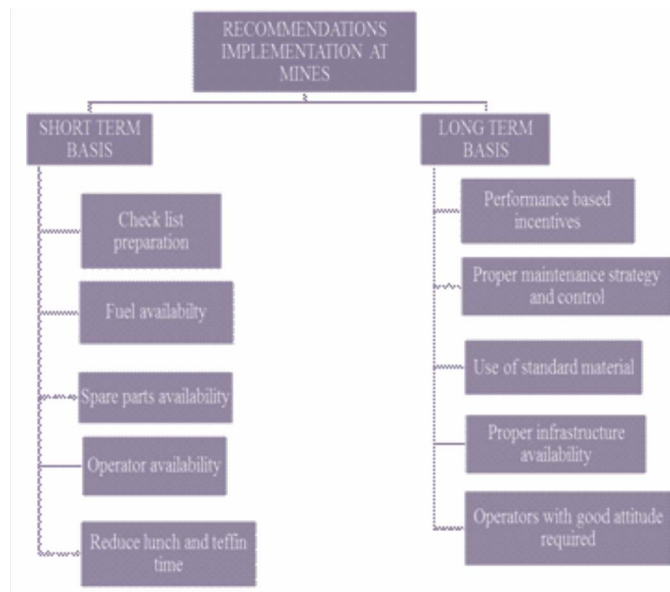 RECOMMENDATIONS
IMPLEMENTATION AT
MINES
SHORT TERM
BASIS
Check list
preparation
Fuel availabilty
Spare parts availability
Operator availability
Reduce lunch and teffin
time
LONG TERM
BASIS
Performance based
incentives
Proper maintenance strategy
and control
Use of standard material
Proper infrastructure
availability
Operators with good attitude
required